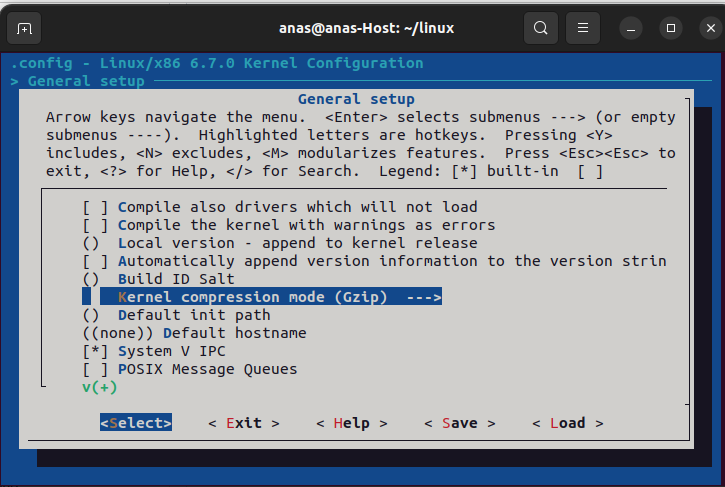 anas@anas-Host: ~/linux
.config - Linux/x86 6.7.0 Kernel Configuration
> General setup
General setup
Arrow keys navigate the menu.  <Enter> selects submenus ---> (or empty
submenus ----).  Highlighted letters are hotkeys.  Pressing <Y>
includes, <N> excludes, <M> modularizes features.  Press <Esc><Esc> to
exit, <?> for Help, </> for Search.  Legend: [*] built-in  [ ]
[ ] Compile also drivers which will not load
[ ] Compile the kernel with warnings as errors
()  Local version - append to kernel release
[ ] Automatically append version information to the version strin
()  Build ID Salt
Kernel compression mode (Gzip)  --->
()  Default init path
((none)) Default hostname
[*] System V IPC
[ ] POSIX Message Queues
v(+)
<Select>    < Exit >    < Help >    < Save >    < Load >